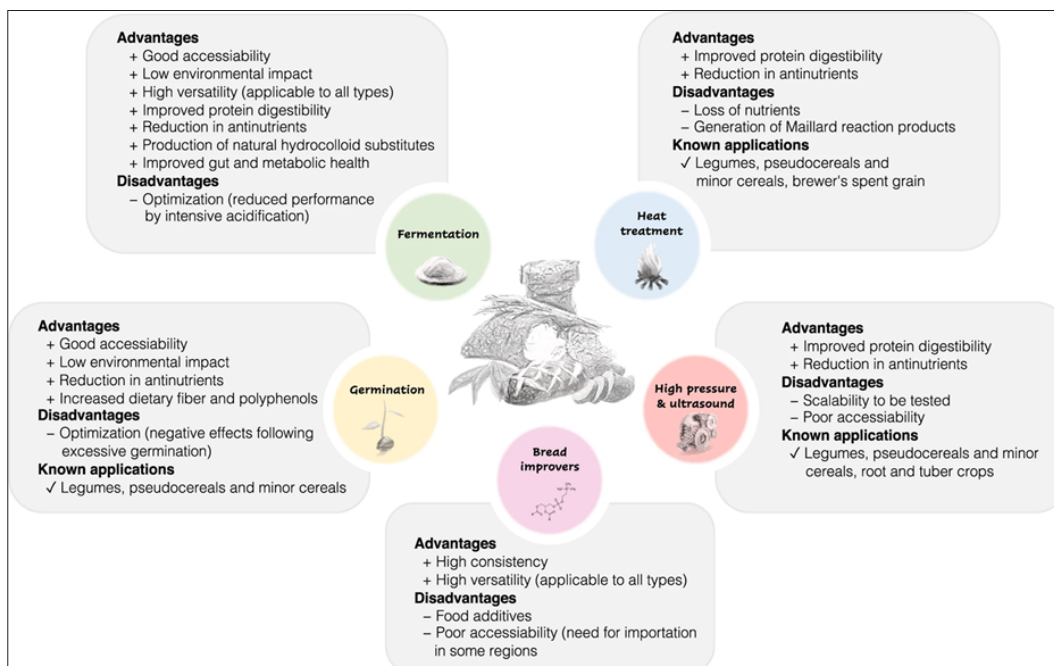 Advantages
+ Good accessiability
+ Low environmental impact
+ High versatility (applicable to all types)
+ Improved protein digestibility
+ Reduction in antinutrients
+ Production of natural hydrocolloid substitutes
+ Improved gut and metabolic health
Disadvantages
− Optimization (reduced performance
by intensive acidification)
Fermentation
Advantages
+ Improved protein digestibility
+ Reduction in antinutrients
Disadvantages
− Loss of nutrients
− Generation of Maillard reaction products
Known applications
✓ Legumes, pseudocereals and
minor cereals, brewer's spent grain
Heat
treatment
Advantages
+ Good accessiability
+ Low environmental impact
+ Reduction in antinutrients
+ Increased dietary fiber and polyphenols
Disadvantages
− Optimization (negative effects following
excessive germination)
Known applications
✓ Legumes, pseudocereals and minor cereals
Germination
High pressure
& ultrasound
Advantages
+ Improved protein digestibility
+ Reduction in antinutrients
Disadvantages
− Scalability to be tested
− Poor accessiability
Known applications
✓ Legumes, pseudocereals and minor
cereals, root and tuber crops
Bread
improvers
Advantages
+ High consistency
+ High versatility (applicable to all types)
Disadvantages
− Food additives
− Poor accessiability (need for importation
in some regions